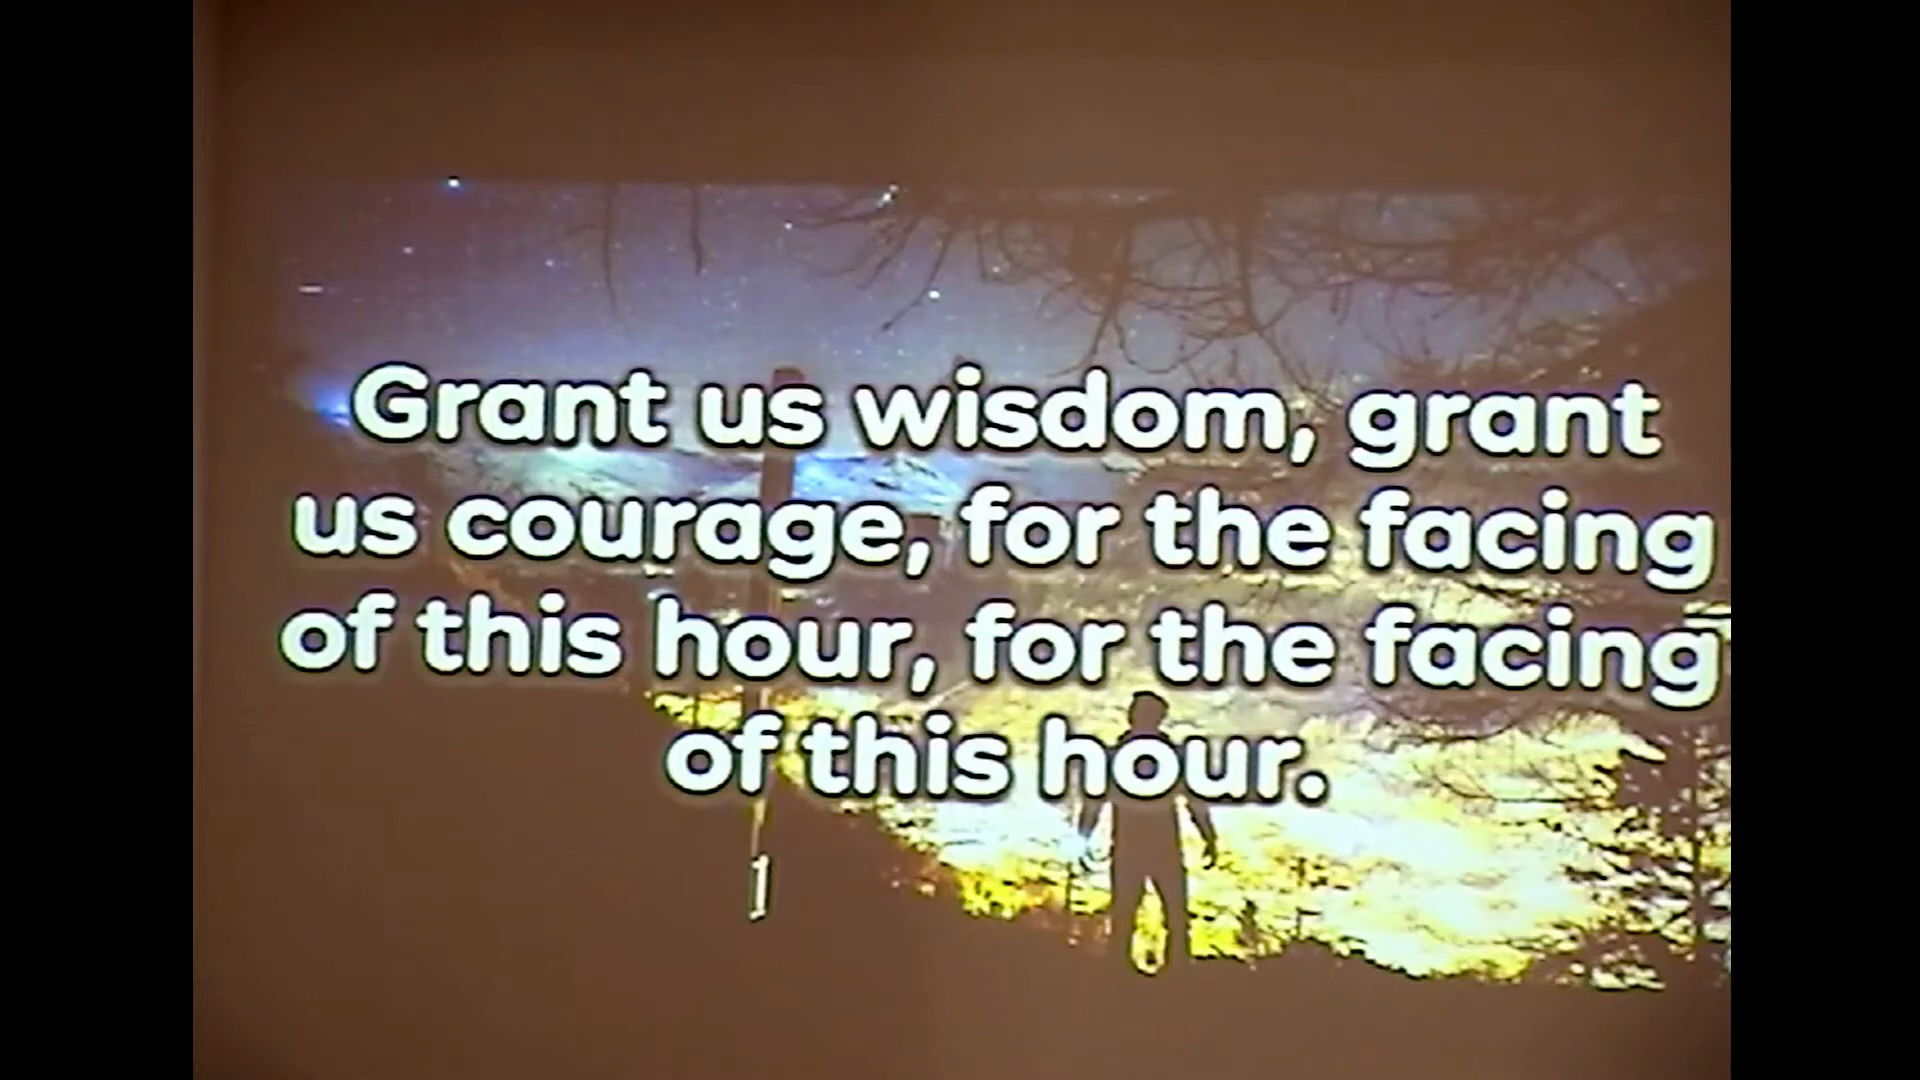 Grant us wisdom, grant
us courage, for the facing
of this hour, for the facing
of this hour.